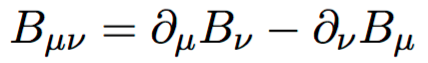 B_{μν} = ∂_μ B_ν − ∂_ν B_μ